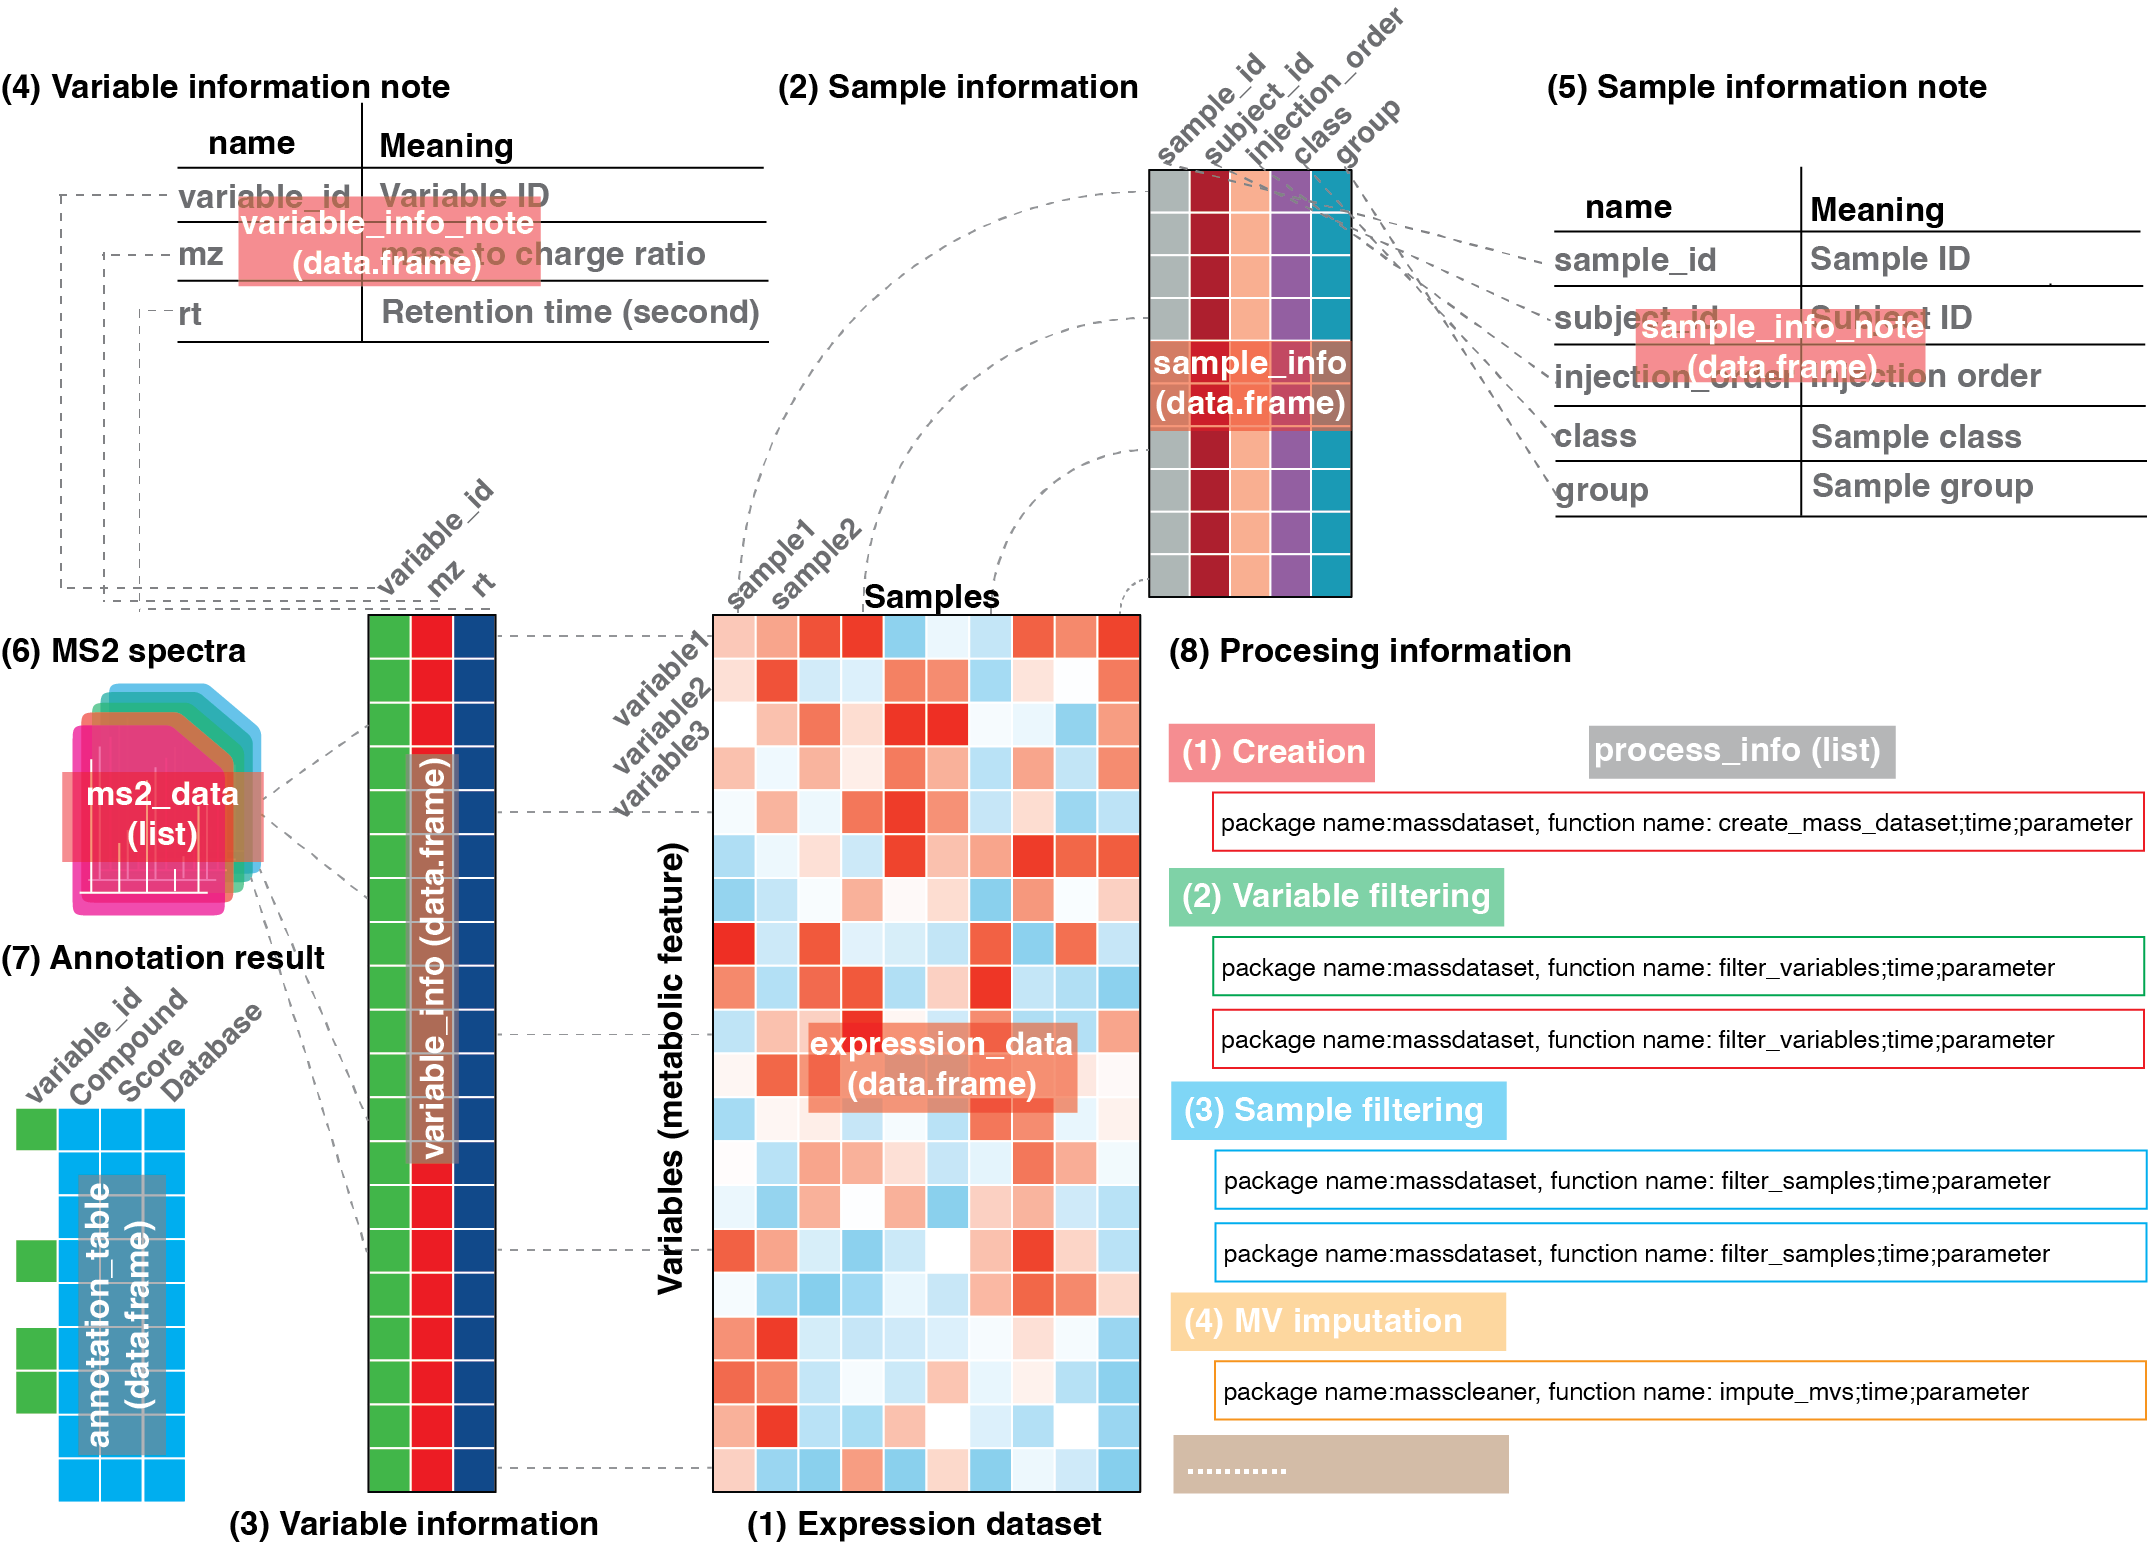 (4) Variable information note
name
Meaning
variable_id
Variable ID
variable_info_note
(data.frame)
mz
mass to charge ratio
rt
Retention time (second)
(2) Sample information
sample_id
subject_id
injection_order
class
group
sample_info
(data.frame)
(5) Sample information note
name
Meaning
sample_id
Sample ID
subject_id
Subject ID
sample_info_note
(data.frame)
injection_order
Injection order
class
Sample class
group
Sample group
variable_id
mz
rt
variable_info (data.frame)
(3) Variable information
(6) MS2 spectra
ms2_data
(list)
(7) Annotation result
variable_id
Compound
Score
Database
annotation_table
(data.frame)
sample1
sample2
Samples
variable1
variable2
variable3
Variables (metabolic feature)
expression_data
(data.frame)
(1) Expression dataset
(8) Procesing information
(1) Creation
process_info (list)
package name:massdataset, function name: create_mass_dataset;time;parameter
(2) Variable filtering
package name:massdataset, function name: filter_variables;time;parameter
package name:massdataset, function name: filter_variables;time;parameter
(3) Sample filtering
package name:massdataset, function name: filter_samples;time;parameter
package name:massdataset, function name: filter_samples;time;parameter
(4) MV imputation
package name:masscleaner, function name: impute_mvs;time;parameter
...........